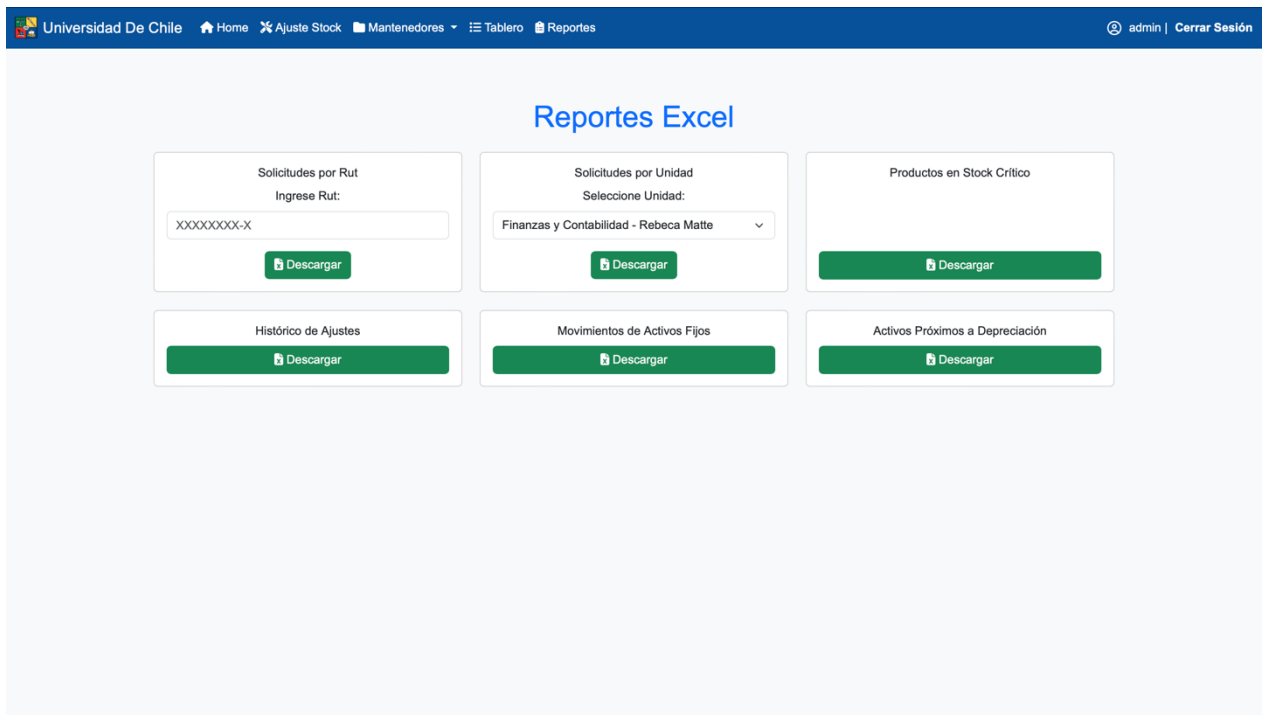 Universidad De Chile Home Ajuste Stock Mantenedores Tablero Reportes admin | Cerrar Sesión
Reportes Excel
Solicitudes por Rut
Ingrese Rut:
XXXXXXXX-X
Descargar
Solicitudes por Unidad
Seleccione Unidad:
Finanzas y Contabilidad - Rebeca Matte
Descargar
Productos en Stock Crítico
Descargar
Histórico de Ajustes
Descargar
Movimientos de Activos Fijos
Descargar
Activos Próximos a Depreciación
Descargar